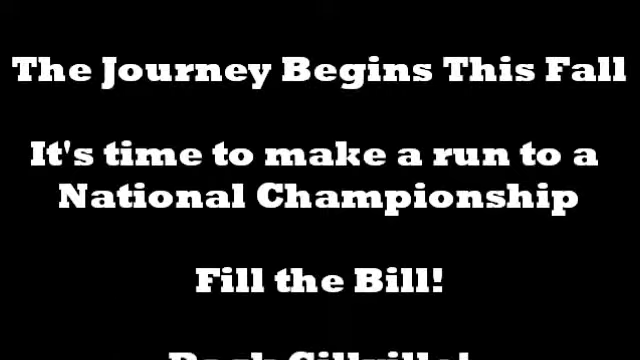 The Journey Begins This Fall
It's time to make a run to a
National Championship
Fill the Bill!